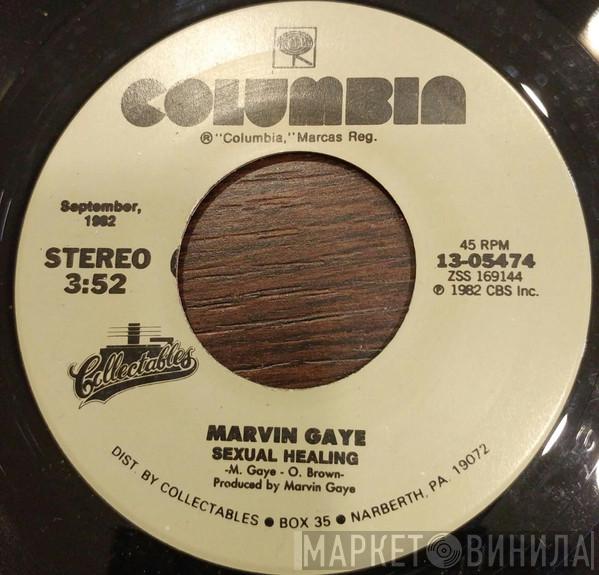 COLUMBIA
® "Columbia," Marcas Reg.
September,
1982
STEREO
3:52
45 RPM
13-05474
ZSS 169144
℗ 1982 CBS Inc.
Collectables
MARVIN GAYE
SEXUAL HEALING
-M. Gaye - O. Brown-
Produced by Marvin Gaye
DIST. BY COLLECTABLES ● BOX 35 ● NARBERTH, PA. 19072
МАРКЕТ ВИНИЛА